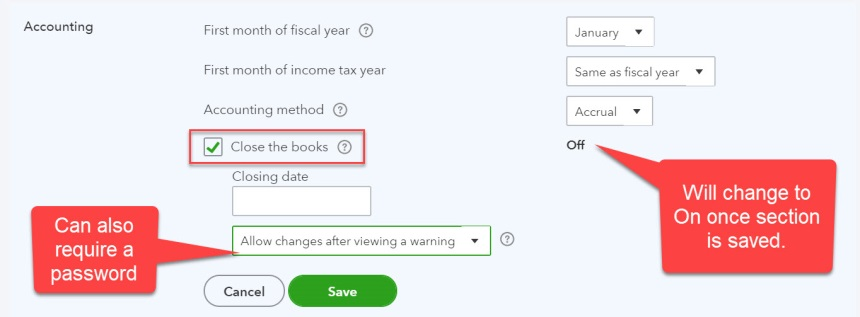 Accounting
First month of fiscal year ?
January
First month of income tax year
Same as fiscal year
Accounting method ?
Accrual
Close the books ?
Off
Closing date
Allow changes after viewing a warning
?
Can also
require a
password
Will change to
On once section
is saved.
Cancel
Save